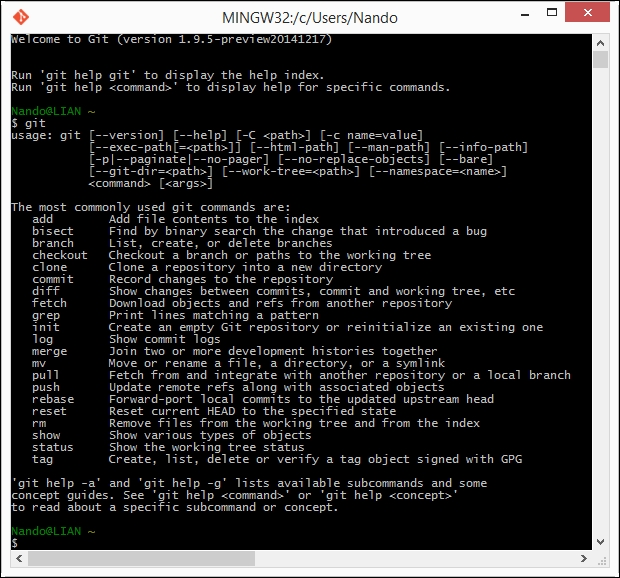 MINGW32:/c/Users/Nando
Welcome to Git (version 1.9.5-preview20141217)
Run 'git help git' to display the help index.
Run 'git help <command>' to display help for specific commands.
Nando@LIAN ~
$ git
usage: git [--version] [--help] [-C <path>] [-c name=value]
           [--exec-path[=<path>]] [--html-path] [--man-path] [--info-path]
           [-p|--paginate|--no-pager] [--no-replace-objects] [--bare]
           [--git-dir=<path>] [--work-tree=<path>] [--namespace=<name>]
           <command> [<args>]
The most commonly used git commands are:
   add        Add file contents to the index
   bisect     Find by binary search the change that introduced a bug
   branch     List, create, or delete branches
   checkout   Checkout a branch or paths to the working tree
   clone      Clone a repository into a new directory
   commit     Record changes to the repository
   diff       Show changes between commits, commit and working tree, etc
   fetch      Download objects and refs from another repository
   grep       Print lines matching a pattern
   init       Create an empty Git repository or reinitialize an existing one
   log        Show commit logs
   merge      Join two or more development histories together
   mv         Move or rename a file, a directory, or a symlink
   pull       Fetch from and integrate with another repository or a local branch
   push       Update remote refs along with associated objects
   rebase     Forward-port local commits to the updated upstream head
   reset      Reset current HEAD to the specified state
   rm         Remove files from the working tree and from the index
   show       Show various types of objects
   status     Show the working tree status
   tag        Create, list, delete or verify a tag object signed with GPG
'git help -a' and 'git help -g' lists available subcommands and some
concept guides. See 'git help <command>' or 'git help <concept>'
to read about a specific subcommand or concept.
Nando@LIAN ~
$